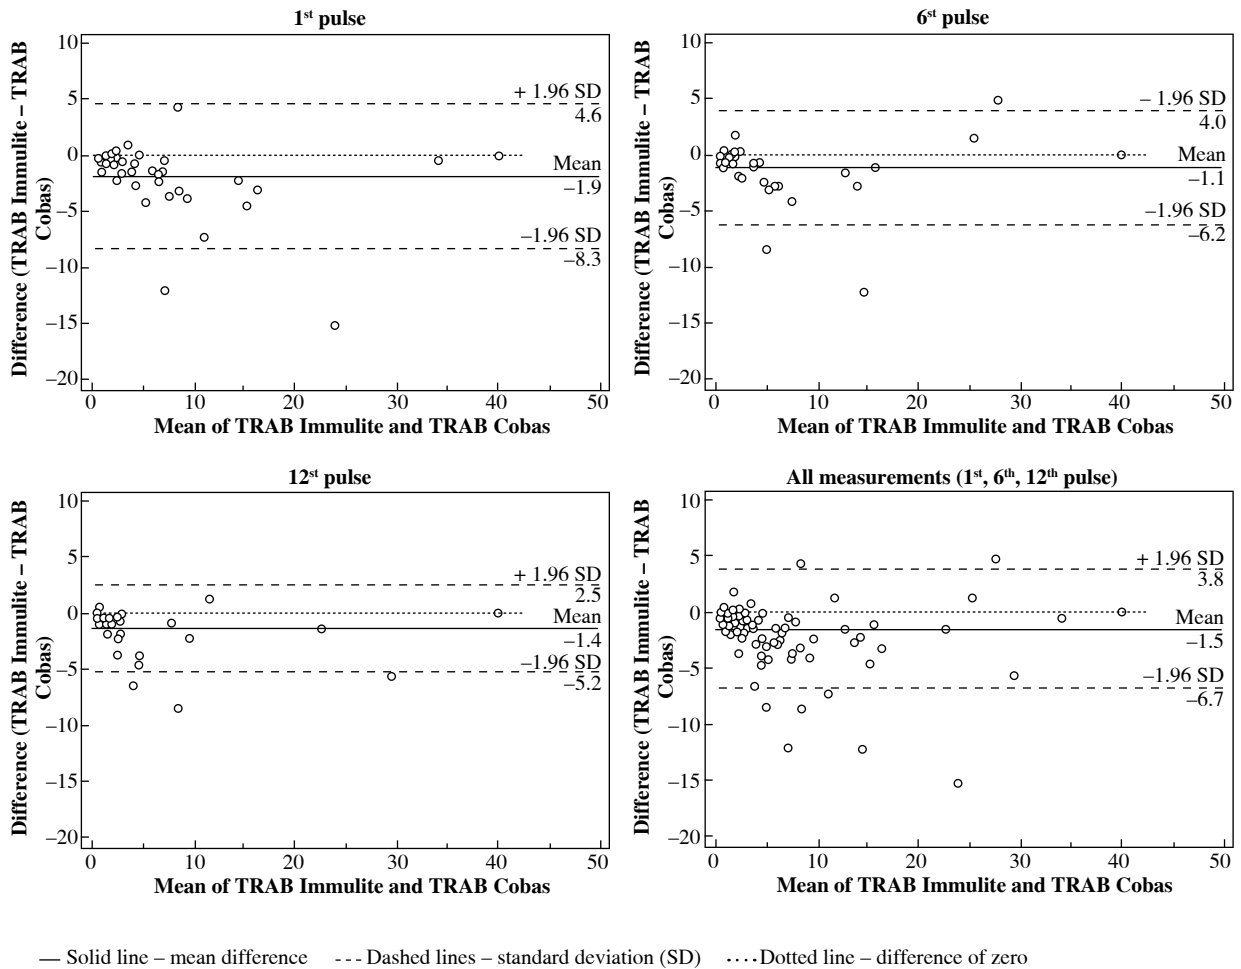 1st pulse
Difference (TRAB Immulite – TRAB
Cobas)
10
5
0
–5
–10
–15
–20
+ 1.96 SD
4.6
Mean
–1.9
–1.96 SD
–8.3
0 10 20 30 40 50
Mean of TRAB Immulite and TRAB Cobas
6st pulse
Difference (TRAB Immulite – TRAB
Cobas)
10
5
0
–5
–10
–15
–20
– 1.96 SD
4.0
Mean
–1.1
–1.96 SD
–6.2
0 10 20 30 40 50
Mean of TRAB Immulite and TRAB Cobas
12st pulse
Difference (TRAB Immulite – TRAB
Cobas)
10
5
0
–5
–10
–15
–20
+ 1.96 SD
2.5
Mean
–1.4
–1.96 SD
–5.2
0 10 20 30 40 50
Mean of TRAB Immulite and TRAB Cobas
All measurements (1st, 6th, 12th pulse)
Difference (TRAB Immulite – TRAB
Cobas)
10
5
0
–5
–10
–15
–20
+ 1.96 SD
3.8
Mean
–1.5
–1.96 SD
–6.7
0 10 20 30 40 50
Mean of TRAB Immulite and TRAB Cobas
Solid line – mean difference Dashed lines – standard deviation (SD) Dotted line – difference of zero